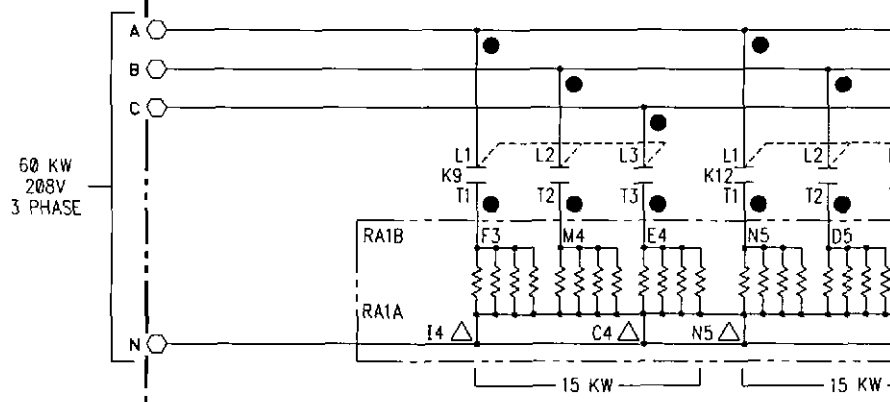 A
B
C
60 KW
208V
3 PHASE
L1 L2 L3 L1 L2
K9 K12
T1 T2 T3 T1 T2
RA1B F3 M4 E4 N5 D5
RA1A
I4 C4 N5
N
15 KW 15 KW